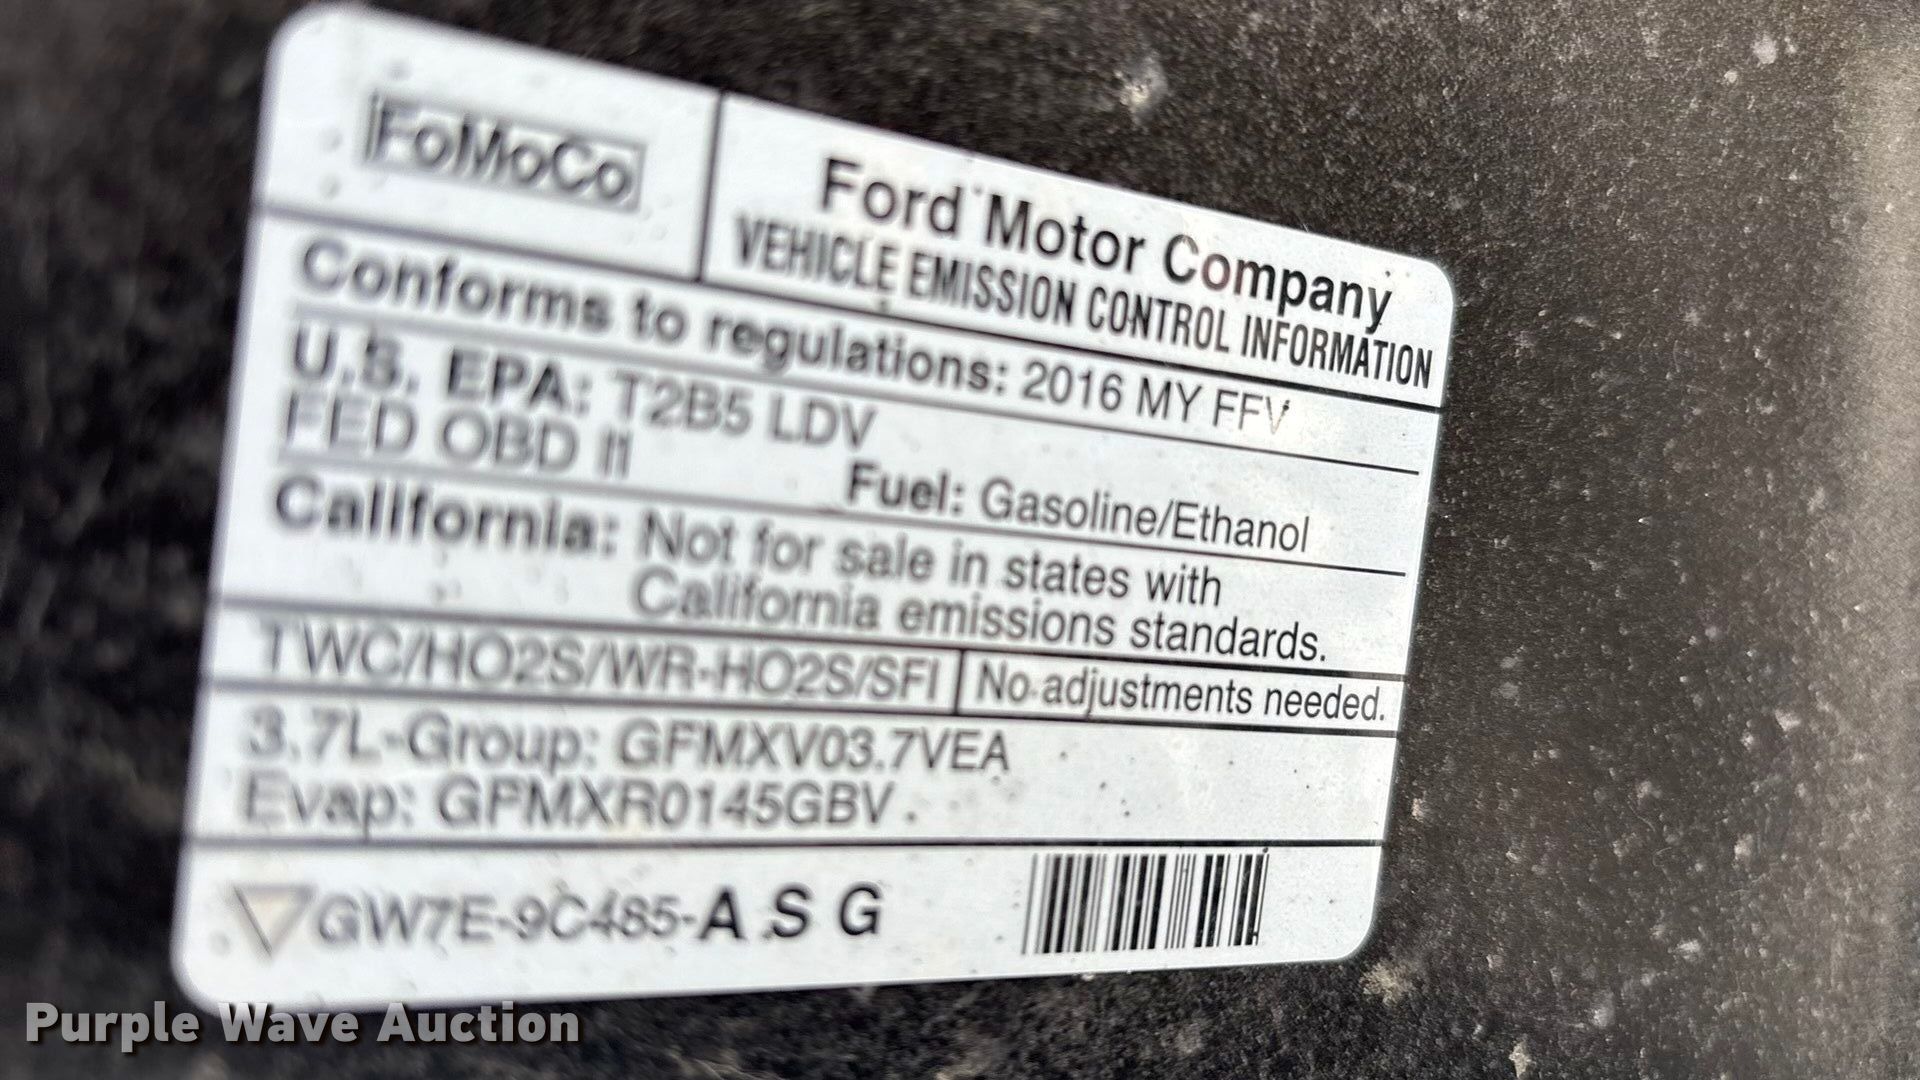 FoMoCo
Ford Motor Company
VEHICLE EMISSION CONTROL INFORMATION
Conforms to regulations: 2016 MY FFV
U.S. EPA: T2B5 LDV
FED OBD II
Fuel: Gasoline/Ethanol
California: Not for sale in states with
California emissions standards.
TWC/HO2S/WR-HO2S/SFI
No adjustments needed.
3.7L-Group: GFMXV03.7VEA
Evap: GFMXR0145GBV
GW7E-9C485-A S G
Purple Wave Auction